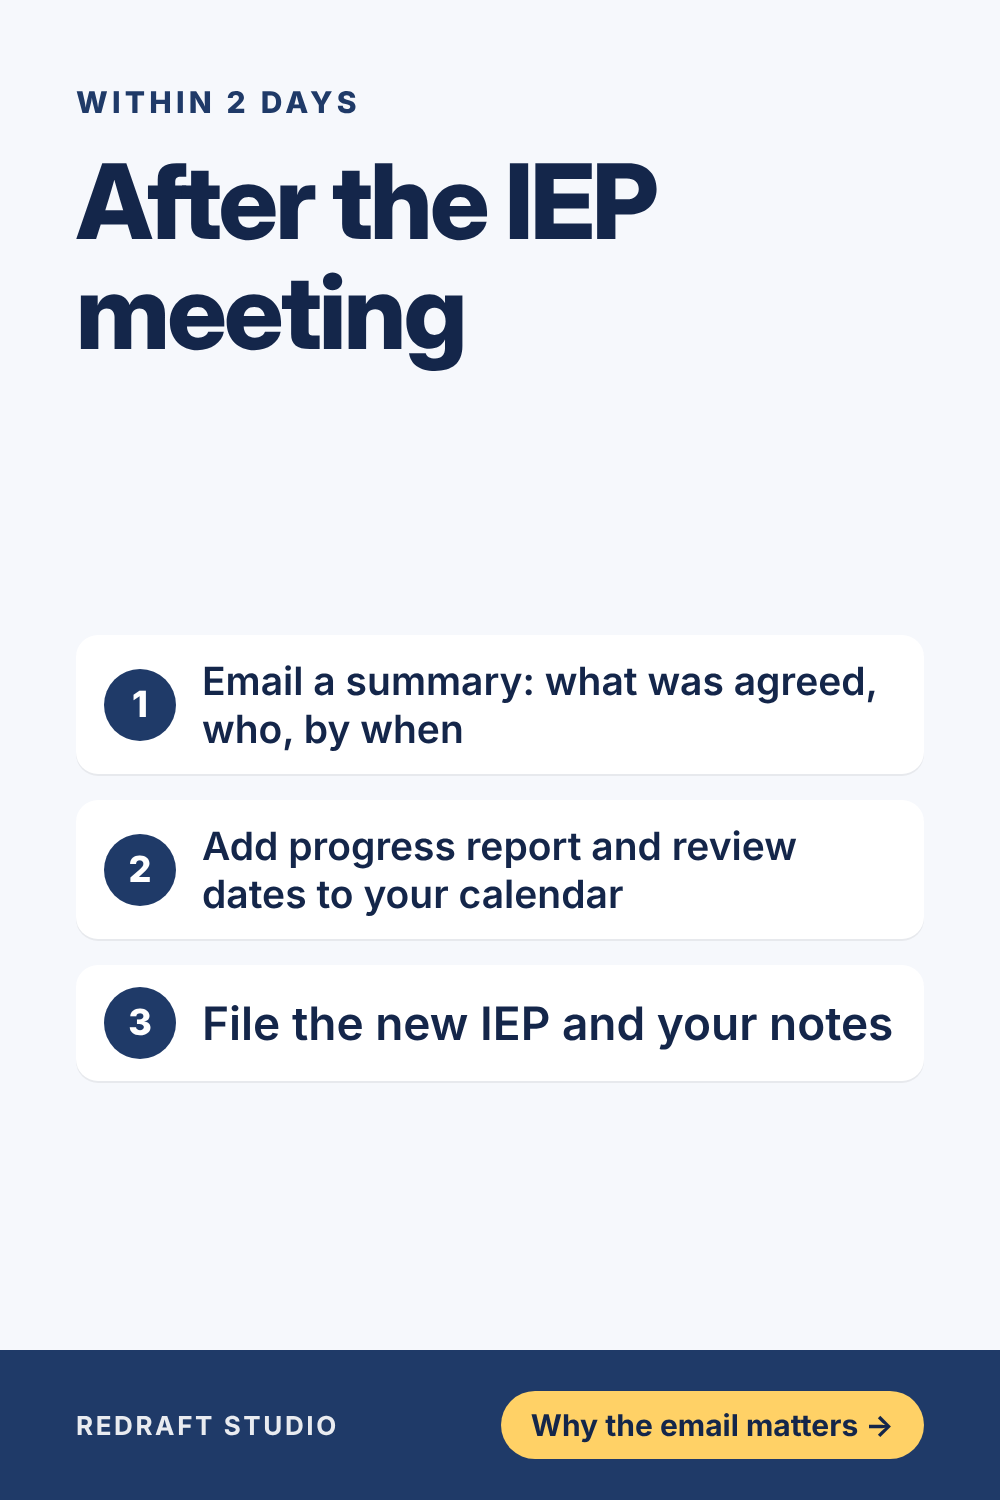 WITHIN 2 DAYS
After the IEP
meeting
1
Email a summary: what was agreed,
who, by when
2
Add progress report and review
dates to your calendar
3
File the new IEP and your notes
REDRAFT STUDIO
Why the email matters →